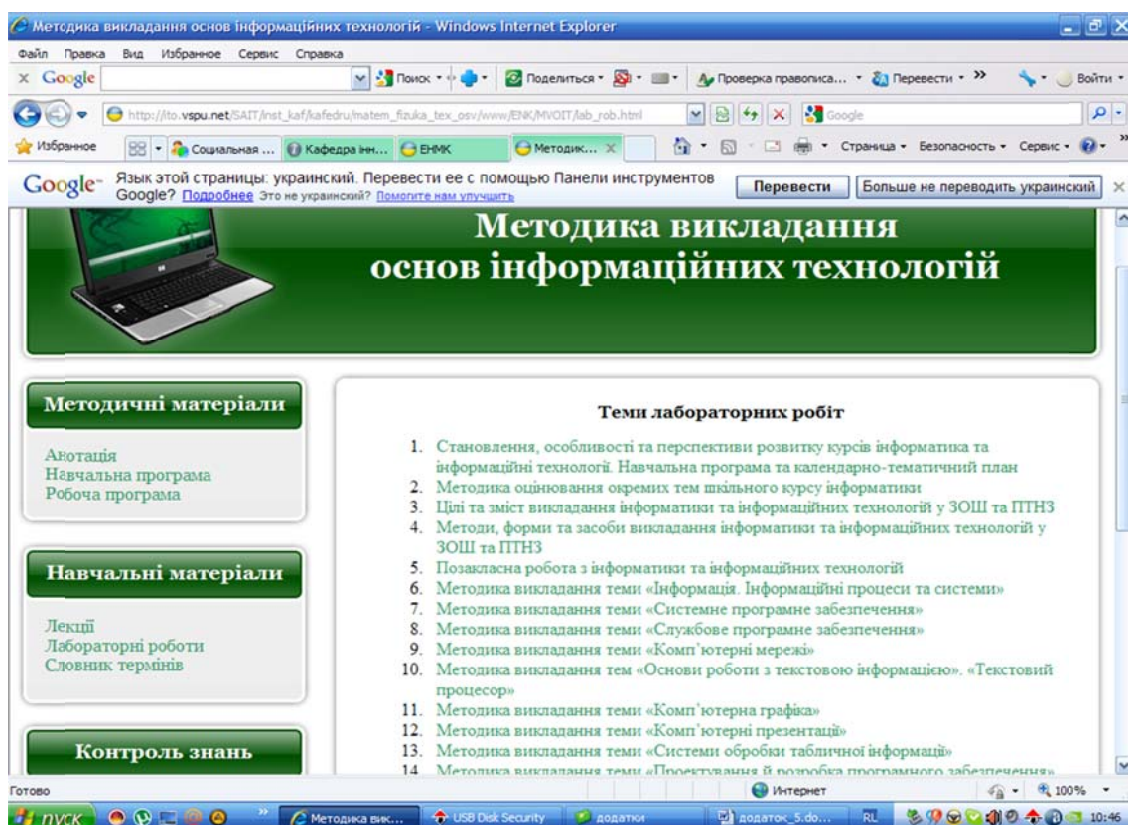 Методика викладання основ інформаційних технологій - Windows Internet Explorer
Файл Правка Вид Избранное Сервис Справка
Google Поиск Поделиться Проверка правописа... Перевести Войти
http://ito.vspu.net/SAIT/inst_kaf/kafedru/matem_fizuka_tex_osv/www/ENK/MVOIT/lab_rob.html Google
Избранное Социальная ... Кафедра інн... ЕНМК Методик... Страница Безопасность Сервис
Google Язык этой страницы: украинский. Перевести ее с помощью Панели инструментов
Google? Подробнее Это не украинский? Помогите нам улучшить
Перевести Больше не переводить украинский
Методика викладання
основ інформаційних технологій
Методичні матеріали
Анотація
Навчальна програма
Робоча програма
Навчальні матеріали
Лекції
Лабораторні роботи
Словник термінів
Контроль знань
Теми лабораторних робіт
1. Становлення, особливості та перспективи розвитку курсів інформатика та
інформаційні технології. Навчальна програма та календарно-тематичний план
2. Методика оцінювання окремих тем шкільного курсу інформатики
3. Цілі та зміст викладання інформатики та інформаційних технологій у ЗОШ та ПТНЗ
4. Методи, форми та засоби викладання інформатики та інформаційних технологій у
ЗОШ та ПТНЗ
5. Позакласна робота з інформатики та інформаційних технологій
6. Методика викладання теми «Інформація. Інформаційні процеси та системи»
7. Методика викладання теми «Системне програмне забезпечення»
8. Методика викладання теми «Службове програмне забезпечення»
9. Методика викладання теми «Комп’ютерні мережі»
10. Методика викладання тем «Основи роботи з текстовою інформацією». «Текстовий
процесор»
11. Методика викладання теми «Комп’ютерна графіка»
12. Методика викладання теми «Комп’ютерні презентації»
13. Методика викладання теми «Системи обробки табличної інформації»
14. Методика викладання теми «Проектування й розробка програмного забезпечення»
Готово Интернет 100%
пуск Методика вик... USB Disk Security додатки додаток_5.do... RL 10:46